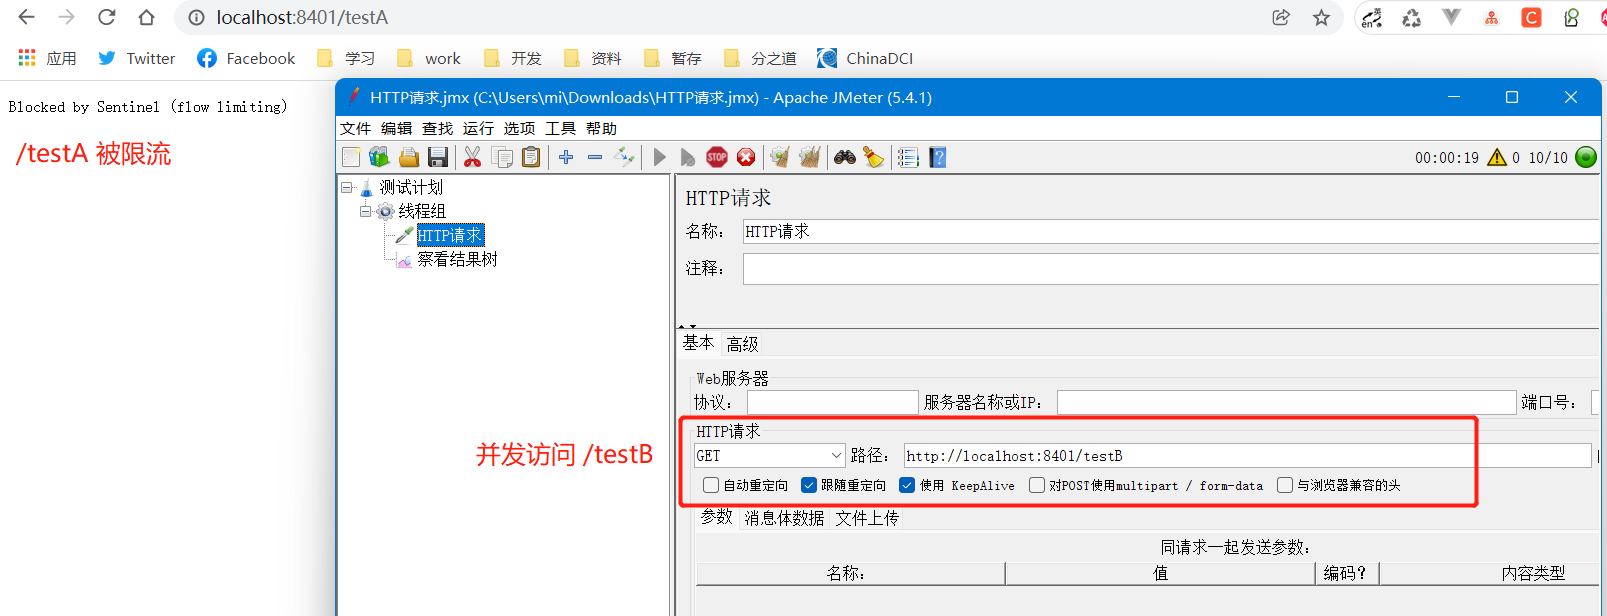 localhost:8401/testA
应用 Twitter Facebook 学习 work 开发 资料 暂存 分之道 ChinaDCI
Blocked by Sentinel (flow limiting)
/testA 被限流
HTTP请求.jmx (C:\Users\mi\Downloads\HTTP请求.jmx) - Apache JMeter (5.4.1)
文件 编辑 查找 运行 选项 工具 帮助
STOP
00:00:19 0 10/10
测试计划
线程组
HTTP请求
察看结果树
HTTP请求
名称： HTTP请求
注释：
基本 高级
Web服务器
协议： 服务器名称或IP： 端口号：
并发访问 /testB
HTTP请求
GET 路径： http://localhost:8401/testB
自动重定向 跟随重定向 使用 KeepAlive 对POST使用multipart / form-data 与浏览器兼容的头
参数 消息体数据 文件上传
同请求一起发送参数：
名称： 值 编码？ 内容类型